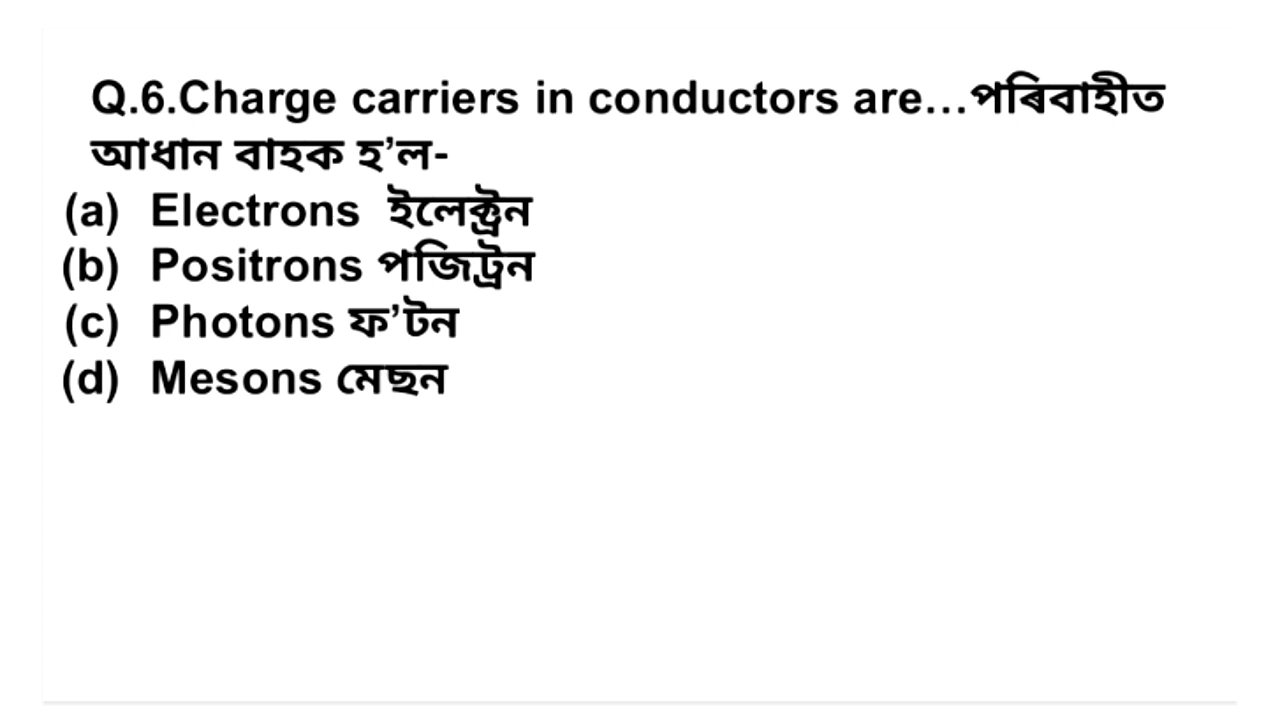 Q.6.Charge carriers in conductors are...পৰিবাহীত
আধান বাহক হ’ল-
(a) Electrons ইলেক্ট্ৰন
(b) Positrons পজিট্ৰন
(c) Photons ফ’টন
(d) Mesons মেছন